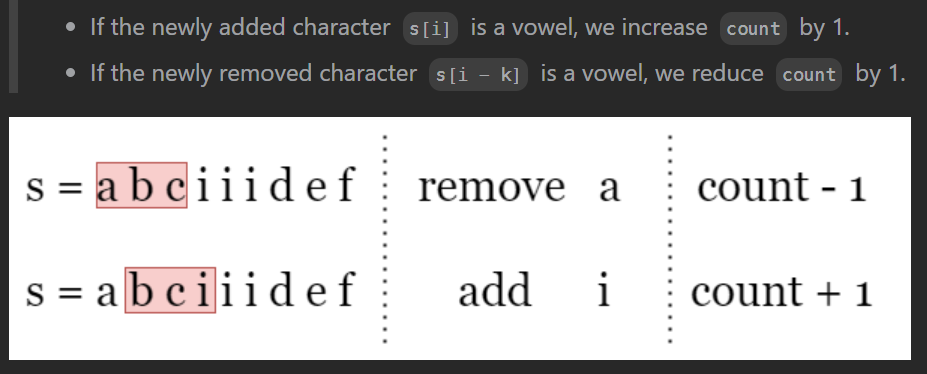 • If the newly added character s[i] is a vowel, we increase count by 1.
• If the newly removed character s[i - k] is a vowel, we reduce count by 1.
s = a b c i i i d e f remove a count - 1
s = a b c i i i d e f add i count + 1